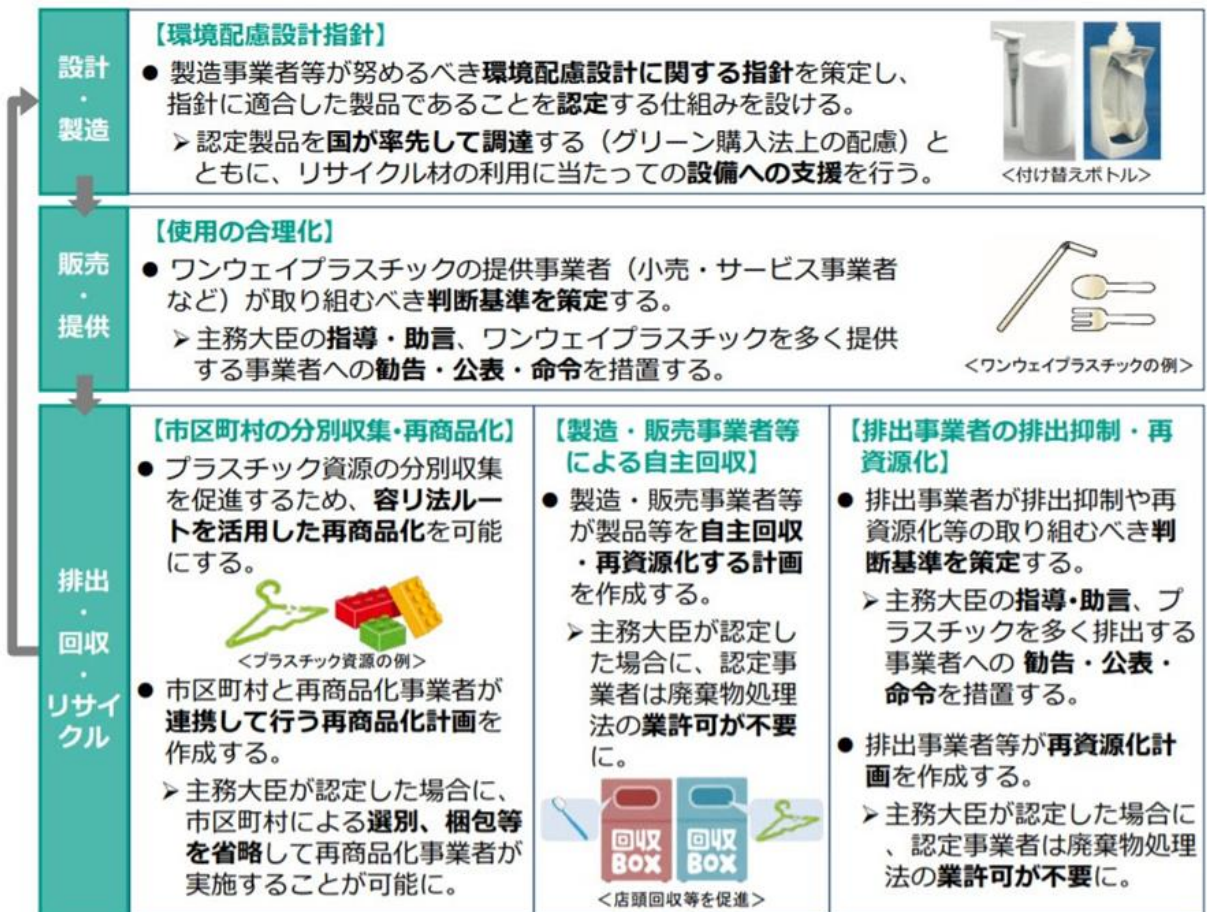 設計
・
製造
【環境配慮設計指針】
● 製造事業者等が努めるべき環境配慮設計に関する指針を策定し、
指針に適合した製品であることを認定する仕組みを設ける。
➢認定製品を国が率先して調達する（グリーン購入法上の配慮）と
ともに、リサイクル材の利用に当たっての設備への支援を行う。
<付け替えボトル>
販売
・
提供
【使用の合理化】
● ワンウェイプラスチックの提供事業者（小売・サービス事業者
など）が取り組むべき判断基準を策定する。
➢主務大臣の指導・助言、ワンウェイプラスチックを多く提供
する事業者への勧告・公表・命令を措置する。
<ワンウェイプラスチックの例>
排出
・
回収
・
リサイ
クル
【市区町村の分別収集・再商品化】
● プラスチック資源の分別収集
を促進するため、容リ法ルー
トを活用した再商品化を可能
にする。
<プラスチック資源の例>
● 市区町村と再商品化事業者が
連携して行う再商品化計画を
作成する。
➢主務大臣が認定した場合に、
市区町村による選別、梱包等
を省略して再商品化事業者が
実施することが可能に。
【製造・販売事業者等
による自主回収】
● 製造・販売事業者等
が製品等を自主回収
・再資源化する計画
を作成する。
➢主務大臣が認定し
た場合に、認定事
業者は廃棄物処理
法の業許可が不要
に。
回収
BOX
回収
BOX
<店頭回収等を促進>
【排出事業者の排出抑制・再
資源化】
● 排出事業者が排出抑制や再
資源化等の取り組むべき判
断基準を策定する。
➢主務大臣の指導・助言、プ
ラスチックを多く排出する
事業者への 勧告・公表・
命令を措置する。
● 排出事業者等が再資源化計
画を作成する。
➢主務大臣が認定した場合に
、認定事業者は廃棄物処理
法の業許可が不要に。